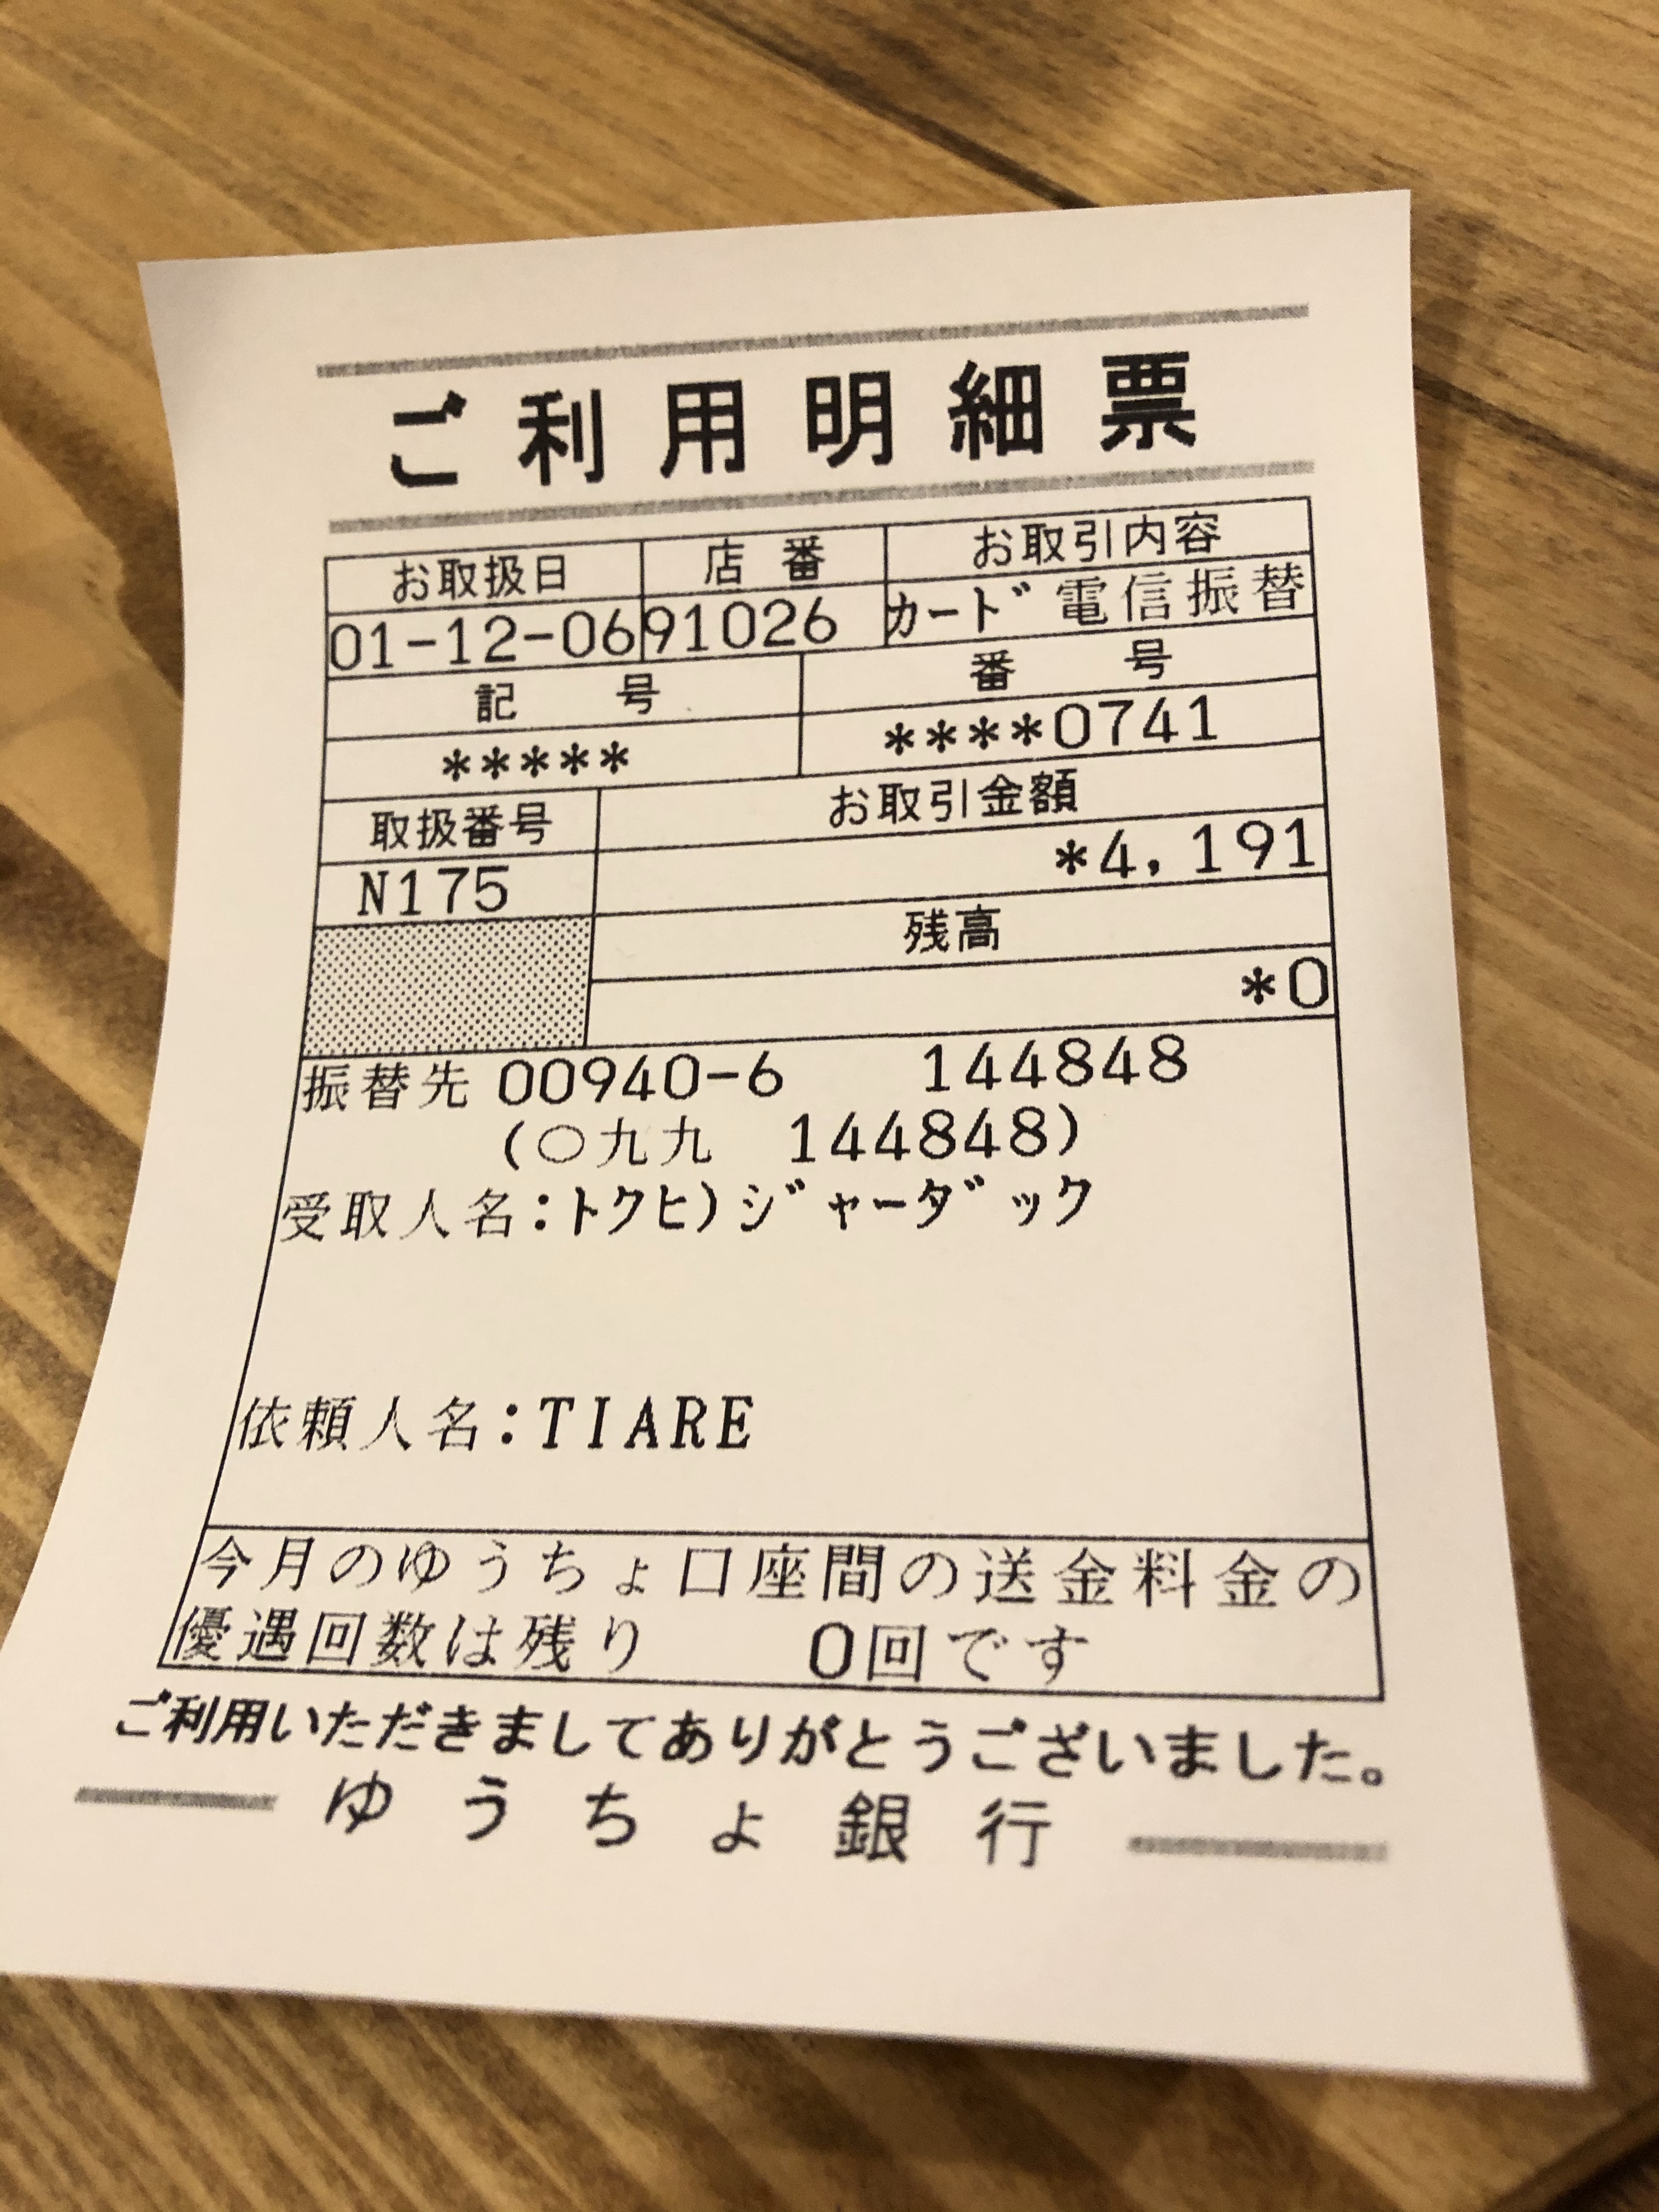 ご利用明細票
お取扱日 店番 お取引内容
01-12-06 91026 カード 電信振替
記号 番号
***** ****0741
取扱番号 お取引金額
N175 *4,191
残高
*0
振替先 00940-6 144848
(〇九九 144848)
受取人名:トクヒ)ジャーダック
依頼人名:TIARE
今月のゆうちょ口座間の送金料金の
優遇回数は残り 0回です
ご利用いただきましてありがとうございました。
ゆうちょ銀行